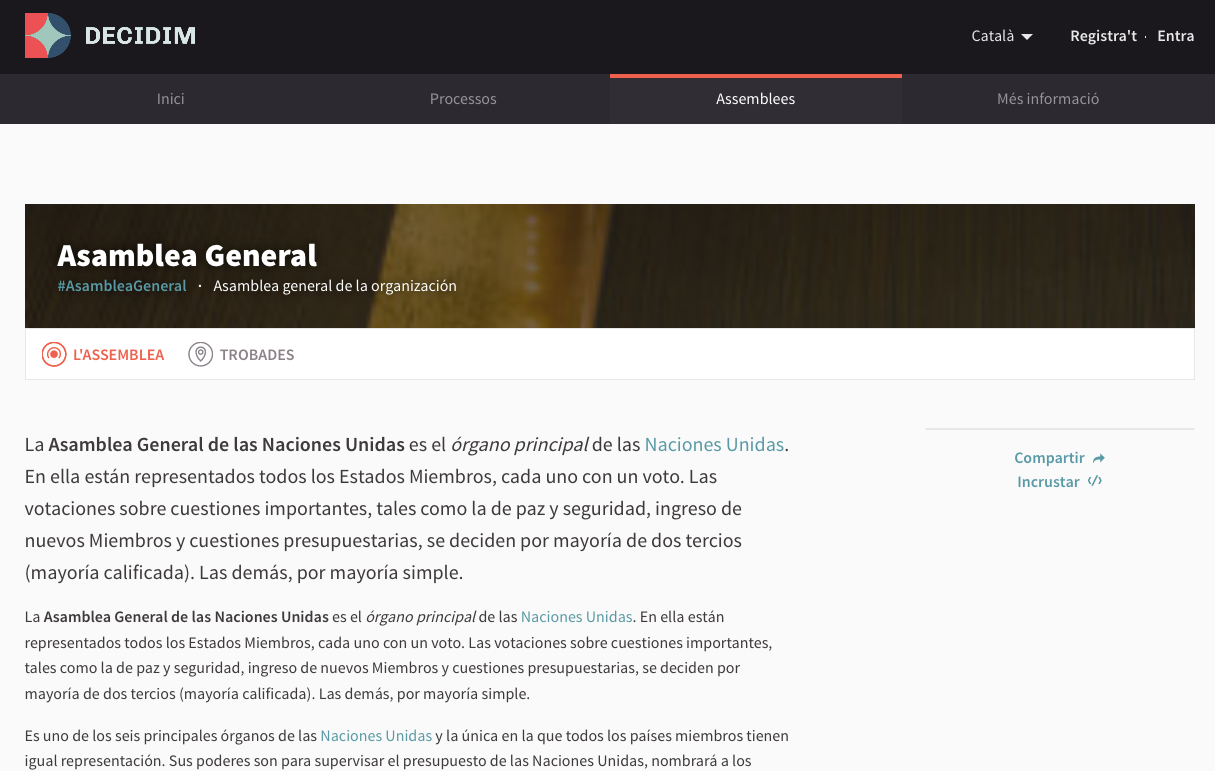 DECIDIM
Català
Registra't · Entra
Inici
Processos
Assemblees
Més informació
Asamblea General
#AsambleaGeneral · Asamblea general de la organización
L'ASSEMBLEA
TROBADES
La Asamblea General de las Naciones Unidas es el órgano principal de las Naciones Unidas.
En ella están representados todos los Estados Miembros, cada uno con un voto. Las
votaciones sobre cuestiones importantes, tales como la de paz y seguridad, ingreso de
nuevos Miembros y cuestiones presupuestarias, se deciden por mayoría de dos tercios
(mayoría calificada). Las demás, por mayoría simple.
La Asamblea General de las Naciones Unidas es el órgano principal de las Naciones Unidas. En ella están
representados todos los Estados Miembros, cada uno con un voto. Las votaciones sobre cuestiones importantes,
tales como la de paz y seguridad, ingreso de nuevos Miembros y cuestiones presupuestarias, se deciden por
mayoría de dos tercios (mayoría calificada). Las demás, por mayoría simple.
Es uno de los seis principales órganos de las Naciones Unidas y la única en la que todos los países miembros tienen
igual representación. Sus poderes son para supervisar el presupuesto de las Naciones Unidas, nombrará a los
Compartir
Incrustar